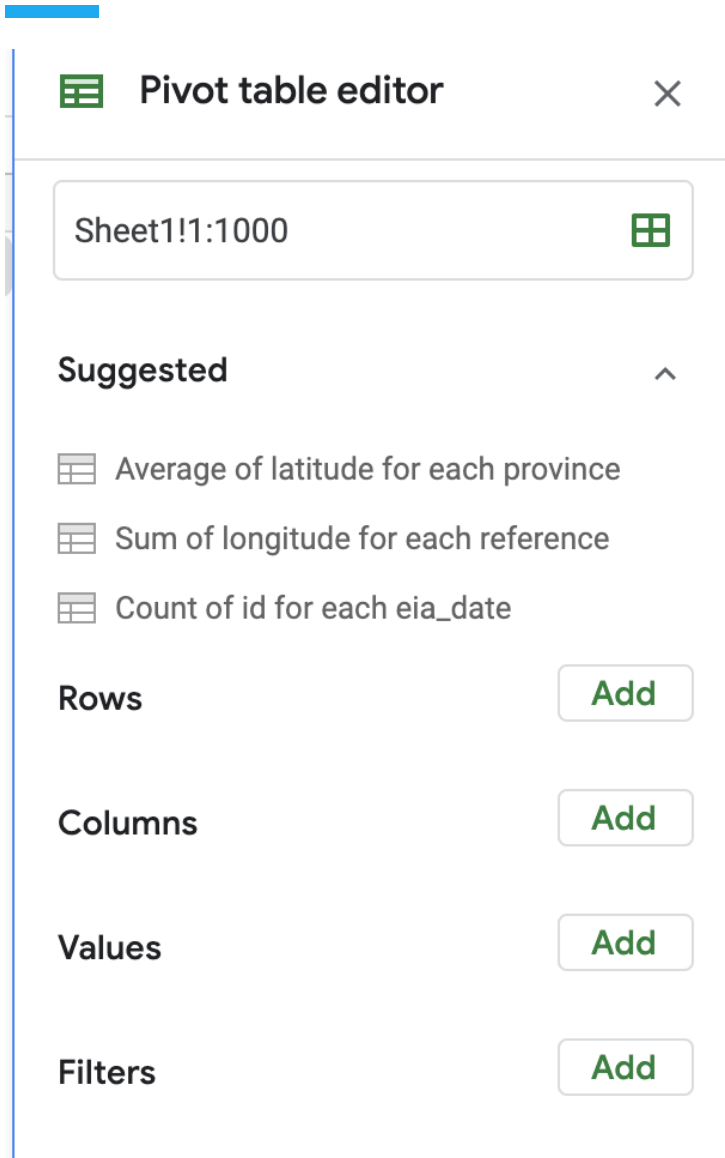 Pivot table editor
Sheet1!1:1000
Suggested
Average of latitude for each province
Sum of longitude for each reference
Count of id for each eia_date
Rows Add
Columns Add
Values Add
Filters Add